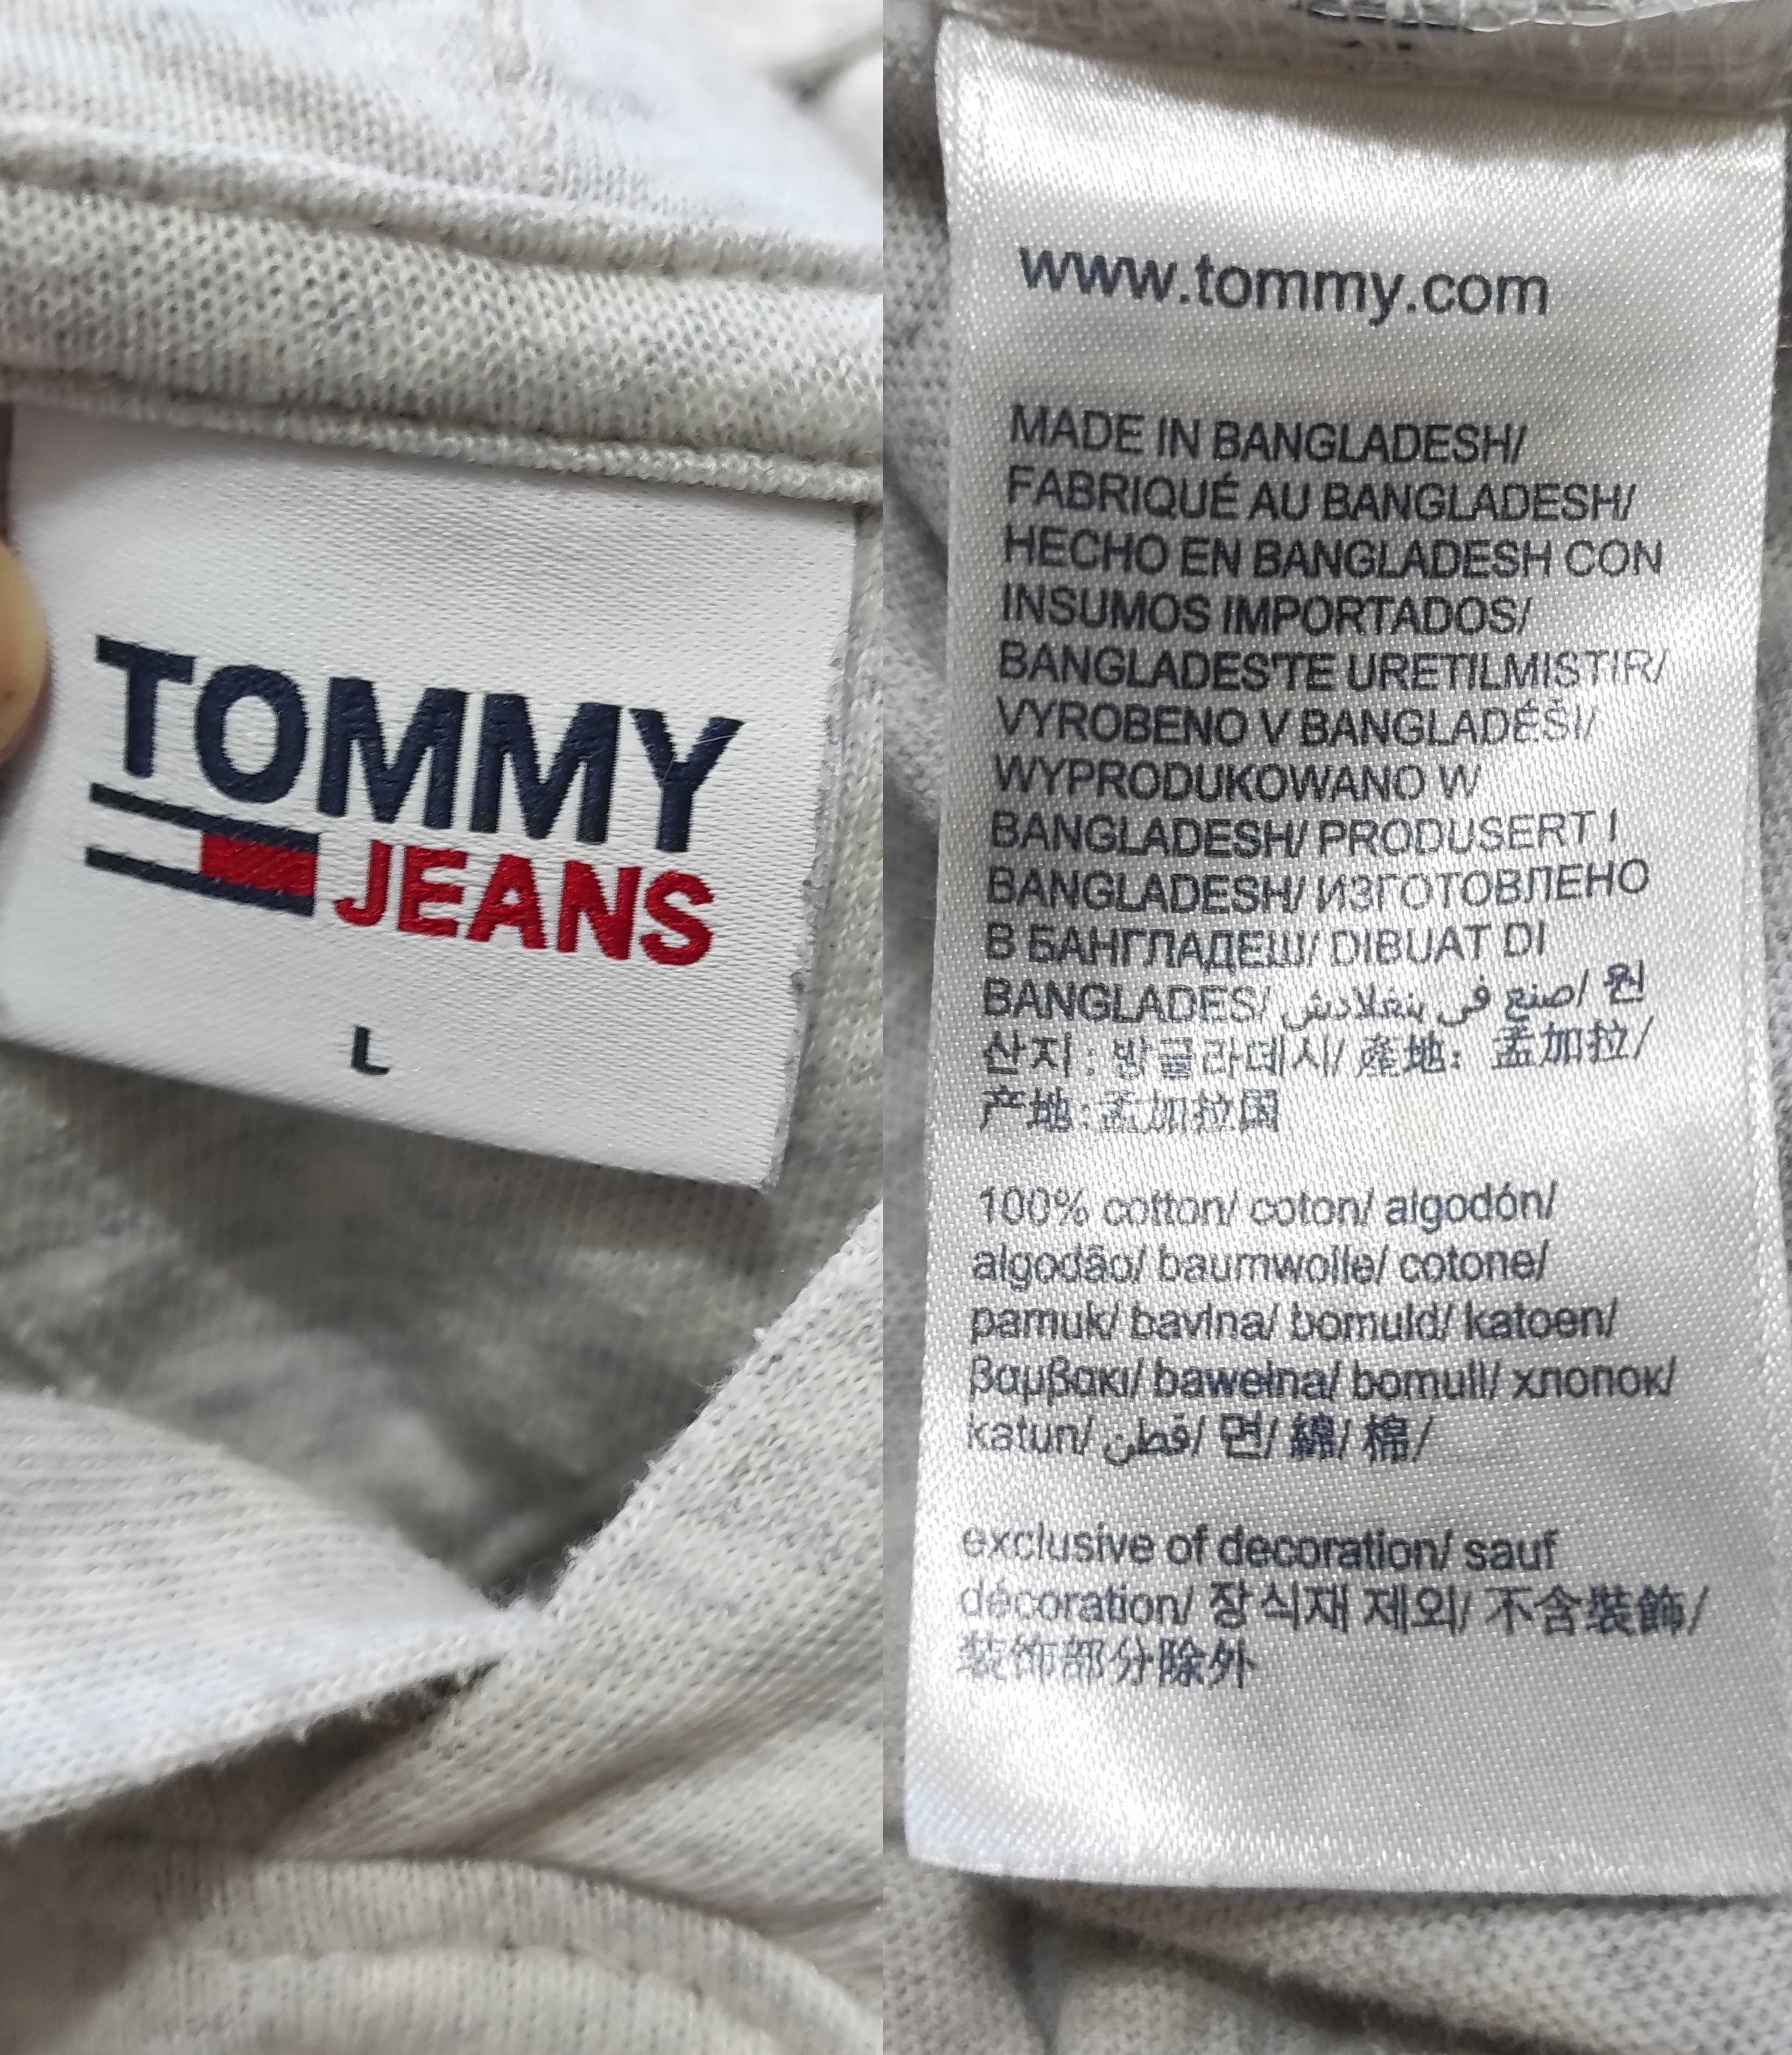 TOMMY
JEANS
L
www.tommy.com
MADE IN BANGLADESH/
FABRIQUÉ AU BANGLADESH/
HECHO EN BANGLADESH CON
INSUMOS IMPORTADOS/
BANGLADES'TE URETILMISTIR/
VYROBENO V BANGLADÉŠI/
WYPRODUKOWANO W
BANGLADESH/ PRODUSERT I
BANGLADESH/ ИЗГОТОВЛЕНО
В БАНГЛАДЕШ/ DIBUAT DI
BANGLADES/ صنع في بنغلادش/ 원
산지 : 방글라데시/ 產地: 孟加拉/
产地:孟加拉国
100% cotton/ coton/ algodón/
algodão/ baumwolle/ cotone/
pamuk/ bavlna/ bomuld/ katoen/
βαμβακι/ bawełna/ bomull/ хлопок/
katun/ قطن/ 면/ 綿/ 棉/
exclusive of decoration/ sauf
décoration/ 장식재 제외/ 不含裝飾/
装饰部分除外